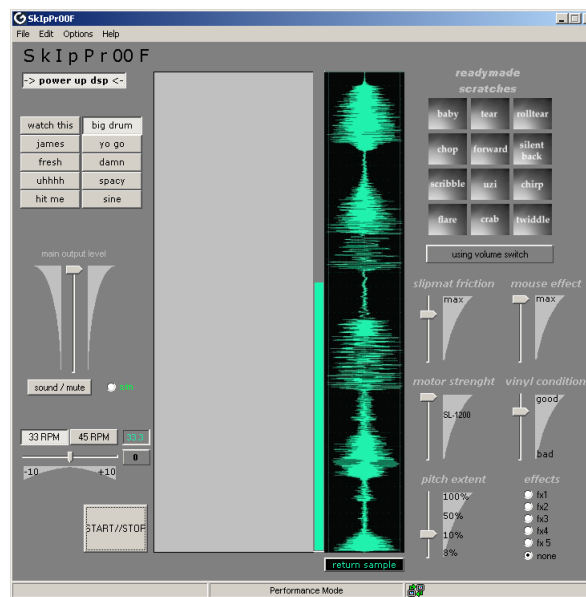 SkIpPr00F
File Edit Options Help
S k I p P r 00 F
-> power up dsp <-
watch this
big drum
james
yo go
fresh
damn
uhhhh
spacy
hit me
sine
main output level
sound / mute
33 RPM
45 RPM
33.3
0
-10
+10
START//STOF
return sample
readymade
scratches
baby
tear
rolltear
chop
forward
silent
back
scribble
uzi
chirp
flare
crab
twiddle
using volume switch
slipmat friction
mouse effect
max
max
motor strenght
vinyl condition
SL-1200
good
bad
pitch extent
100%
50%
10%
8%
effects
fx1
fx2
fx3
fx4
fx 5
none
Performance Mode